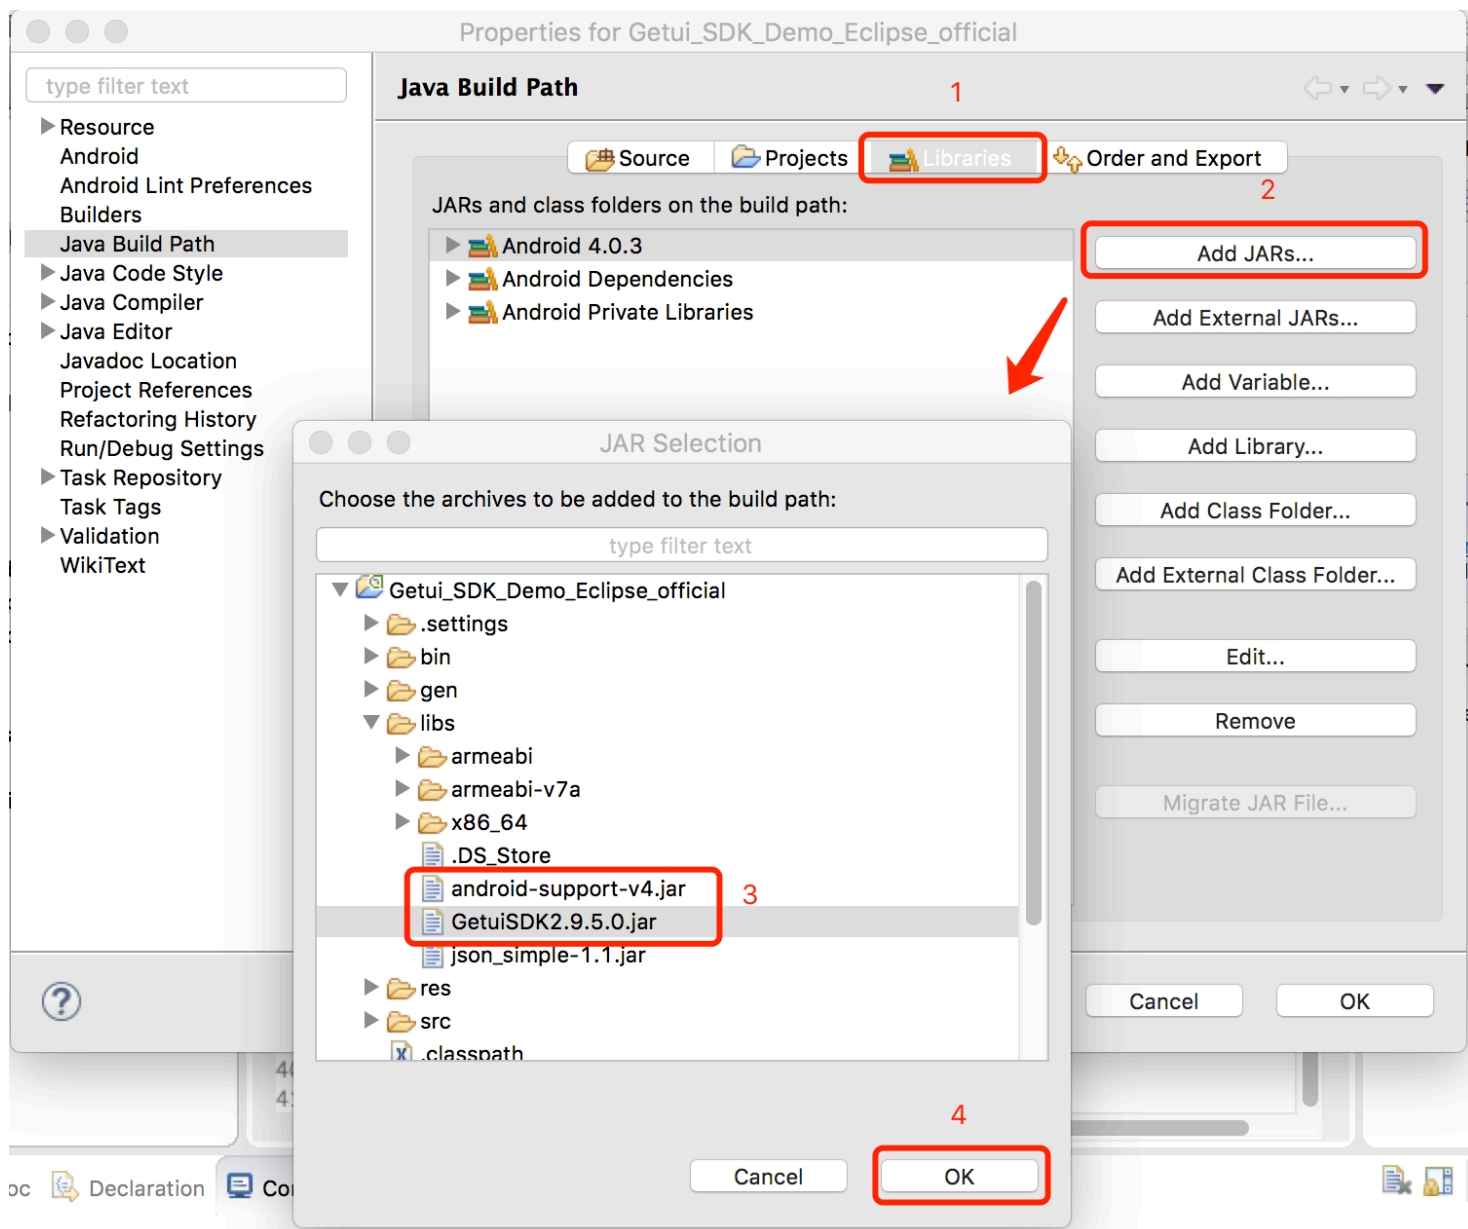 Properties for Getui_SDK_Demo_Eclipse_official
type filter text
Resource
Android
Android Lint Preferences
Builders
Java Build Path
Java Code Style
Java Compiler
Java Editor
Javadoc Location
Project References
Refactoring History
Run/Debug Settings
Task Repository
Task Tags
Validation
WikiText
Java Build Path
1
Source
Projects
Libraries
Order and Export
2
JARs and class folders on the build path:
Android 4.0.3
Android Dependencies
Android Private Libraries
Add JARs...
Add External JARs...
Add Variable...
Add Library...
Add Class Folder...
Add External Class Folder...
Edit...
Remove
Migrate JAR File...
Cancel
OK
JAR Selection
Choose the archives to be added to the build path:
type filter text
Getui_SDK_Demo_Eclipse_official
.settings
bin
gen
libs
armeabi
armeabi-v7a
x86_64
.DS_Store
android-support-v4.jar
3
GetuiSDK2.9.5.0.jar
json_simple-1.1.jar
res
src
.classpath
4
Cancel
OK
Declaration